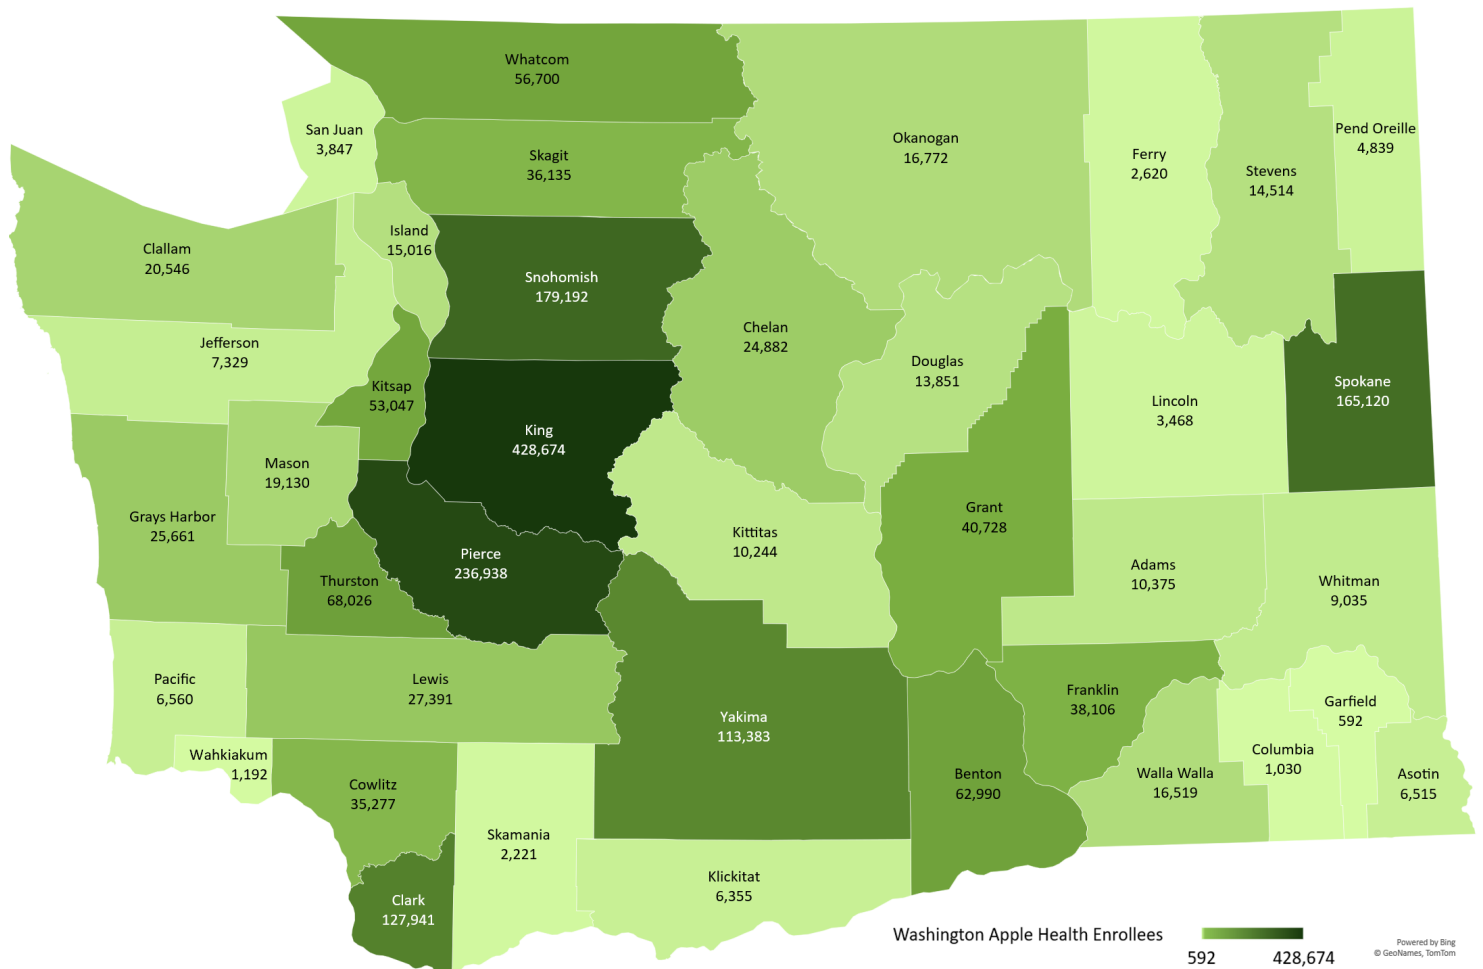 Whatcom
56,700
San Juan
3,847
Skagit
36,135
Okanogan
16,772
Ferry
2,620
Stevens
14,514
Pend Oreille
4,839
Clallam
20,546
Island
15,016
Snohomish
179,192
Chelan
24,882
Douglas
13,851
Jefferson
7,329
Kitsap
53,047
King
428,674
Lincoln
3,468
Spokane
165,120
Mason
19,130
Grays Harbor
25,661
Thurston
68,026
Pierce
236,938
Kittitas
10,244
Grant
40,728
Adams
10,375
Whitman
9,035
Pacific
6,560
Lewis
27,391
Yakima
113,383
Franklin
38,106
Garfield
592
Wahkiakum
1,192
Cowlitz
35,277
Benton
62,990
Walla Walla
16,519
Columbia
1,030
Asotin
6,515
Skamania
2,221
Klickitat
6,355
Clark
127,941
Washington Apple Health Enrollees
592 428,674
Powered by Bing
© GeoNames, TomTom